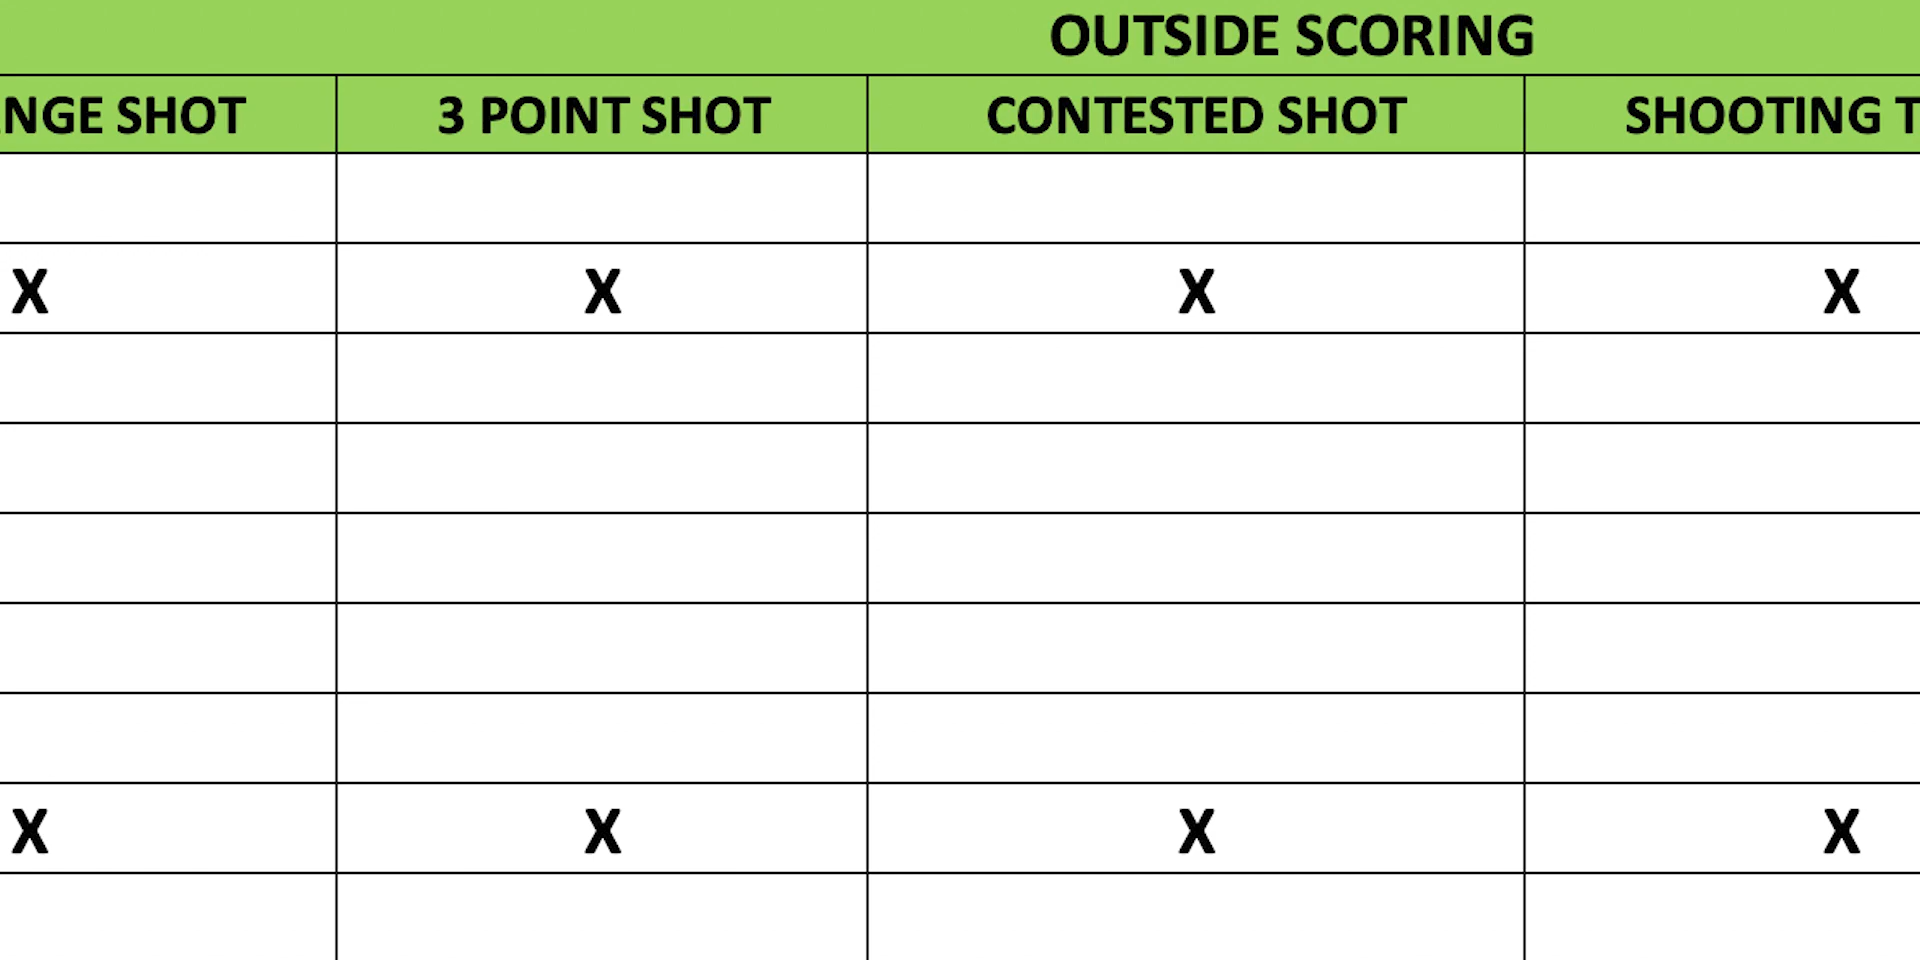 OUTSIDE SCORING
NGE SHOT 3 POINT SHOT CONTESTED SHOT SHOOTING T
X X X X
X X X X